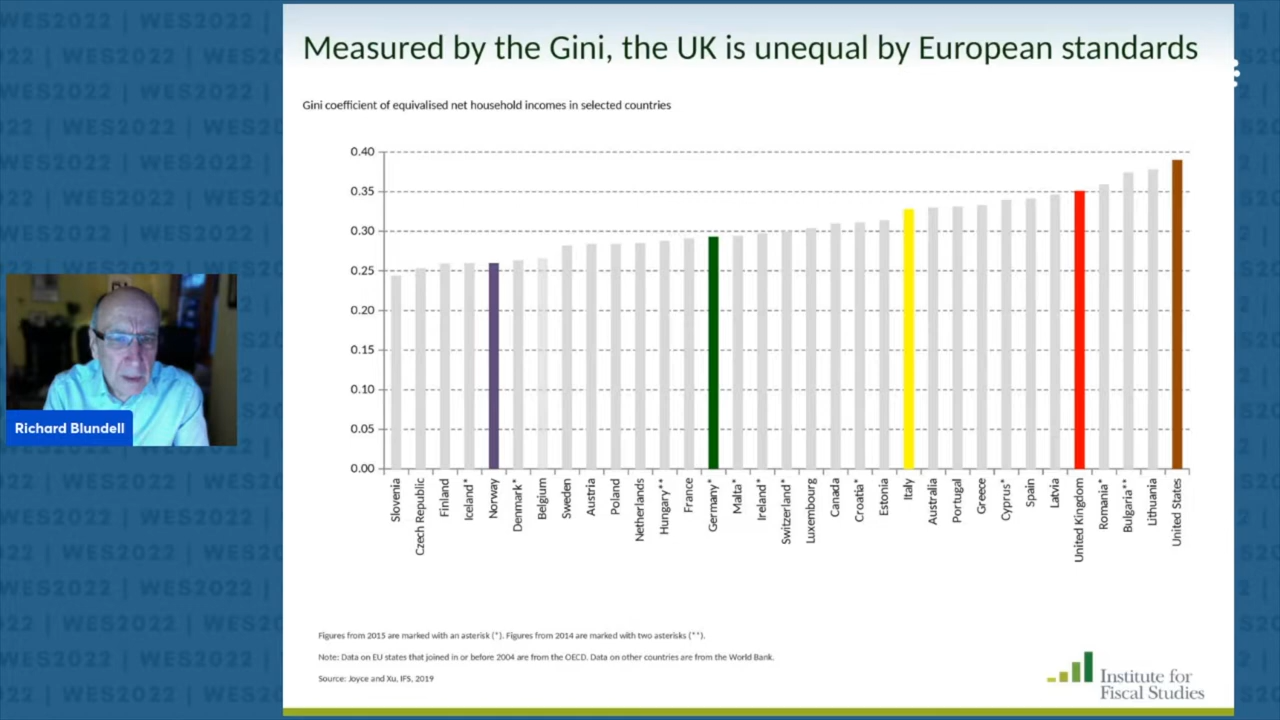 WES2022 | WES2022 | WES2022
Measured by the Gini, the UK is unequal by European standards
Gini coefficient of equivalised net household incomes in selected countries
0.40
0.35
0.30
0.25
0.20
0.15
0.10
0.05
0.00
Slovenia
Czech Republic
Finland
Iceland*
Norway
Denmark*
Belgium
Sweden
Austria
Poland
Netherlands
Hungary**
France
Germany*
Malta*
Ireland*
Switzerland*
Luxembourg
Canada
Croatia*
Estonia
Italy
Australia
Portugal
Greece
Cyprus*
Spain
Latvia
United Kingdom
Romania*
Bulgaria**
Lithuania
United States
Richard Blundell
Figures from 2015 are marked with an asterisk (*). Figures from 2014 are marked with two asterisks (**).
Note: Data on EU states that joined in or before 2004 are from the OECD. Data on other countries are from the World Bank.
Source: Joyce and Xu, IFS, 2019
Institute for
Fiscal Studies